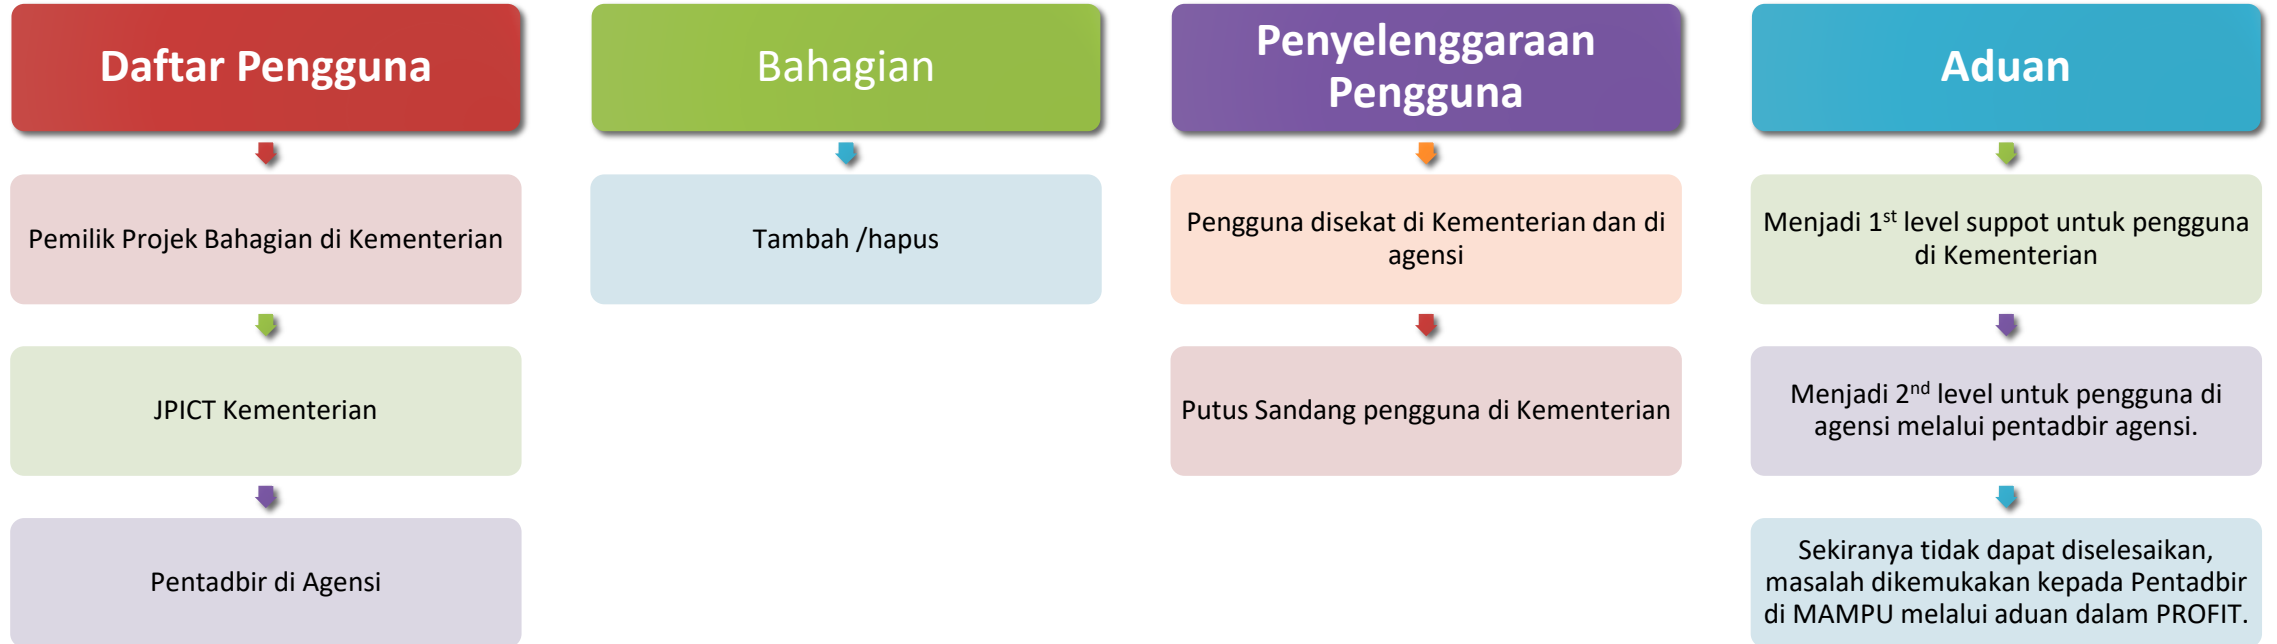 Daftar Pengguna
Pemilik Projek Bahagian di Kementerian
JPICT Kementerian
Pentadbir di Agensi
Bahagian
Tambah /hapus
Penyelenggaraan
Pengguna
Pengguna disekat di Kementerian dan di
agensi
Putus Sandang pengguna di Kementerian
Aduan
Menjadi 1st level suppot untuk pengguna
di Kementerian
Menjadi 2nd level untuk pengguna di
agensi melalui pentadbir agensi.
Sekiranya tidak dapat diselesaikan,
masalah dikemukakan kepada Pentadbir
di MAMPU melalui aduan dalam PROFIT.